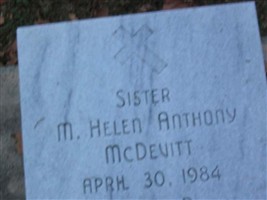 SISTER
M. HELEN ANTHONY
MCDEVITT
APRIL 30, 1984